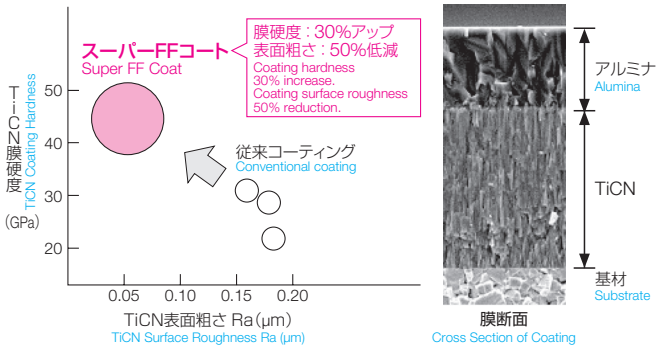 スーパーFFコート
Super FF Coat
膜硬度：30%アップ
表面粗さ：50%低減
Coating hardness
30% increase.
Coating surface roughness
50% reduction.
TiCN膜硬度
(GPa)
TiCN Coating Hardness
50
40
30
20
従来コーティング
Conventional coating
0.05
0.10
0.15
0.20
TiCN表面粗さ Ra(μm)
TiCN Surface Roughness Ra (μm)
アルミナ
Alumina
TiCN
基材
Substrate
膜断面
Cross Section of Coating